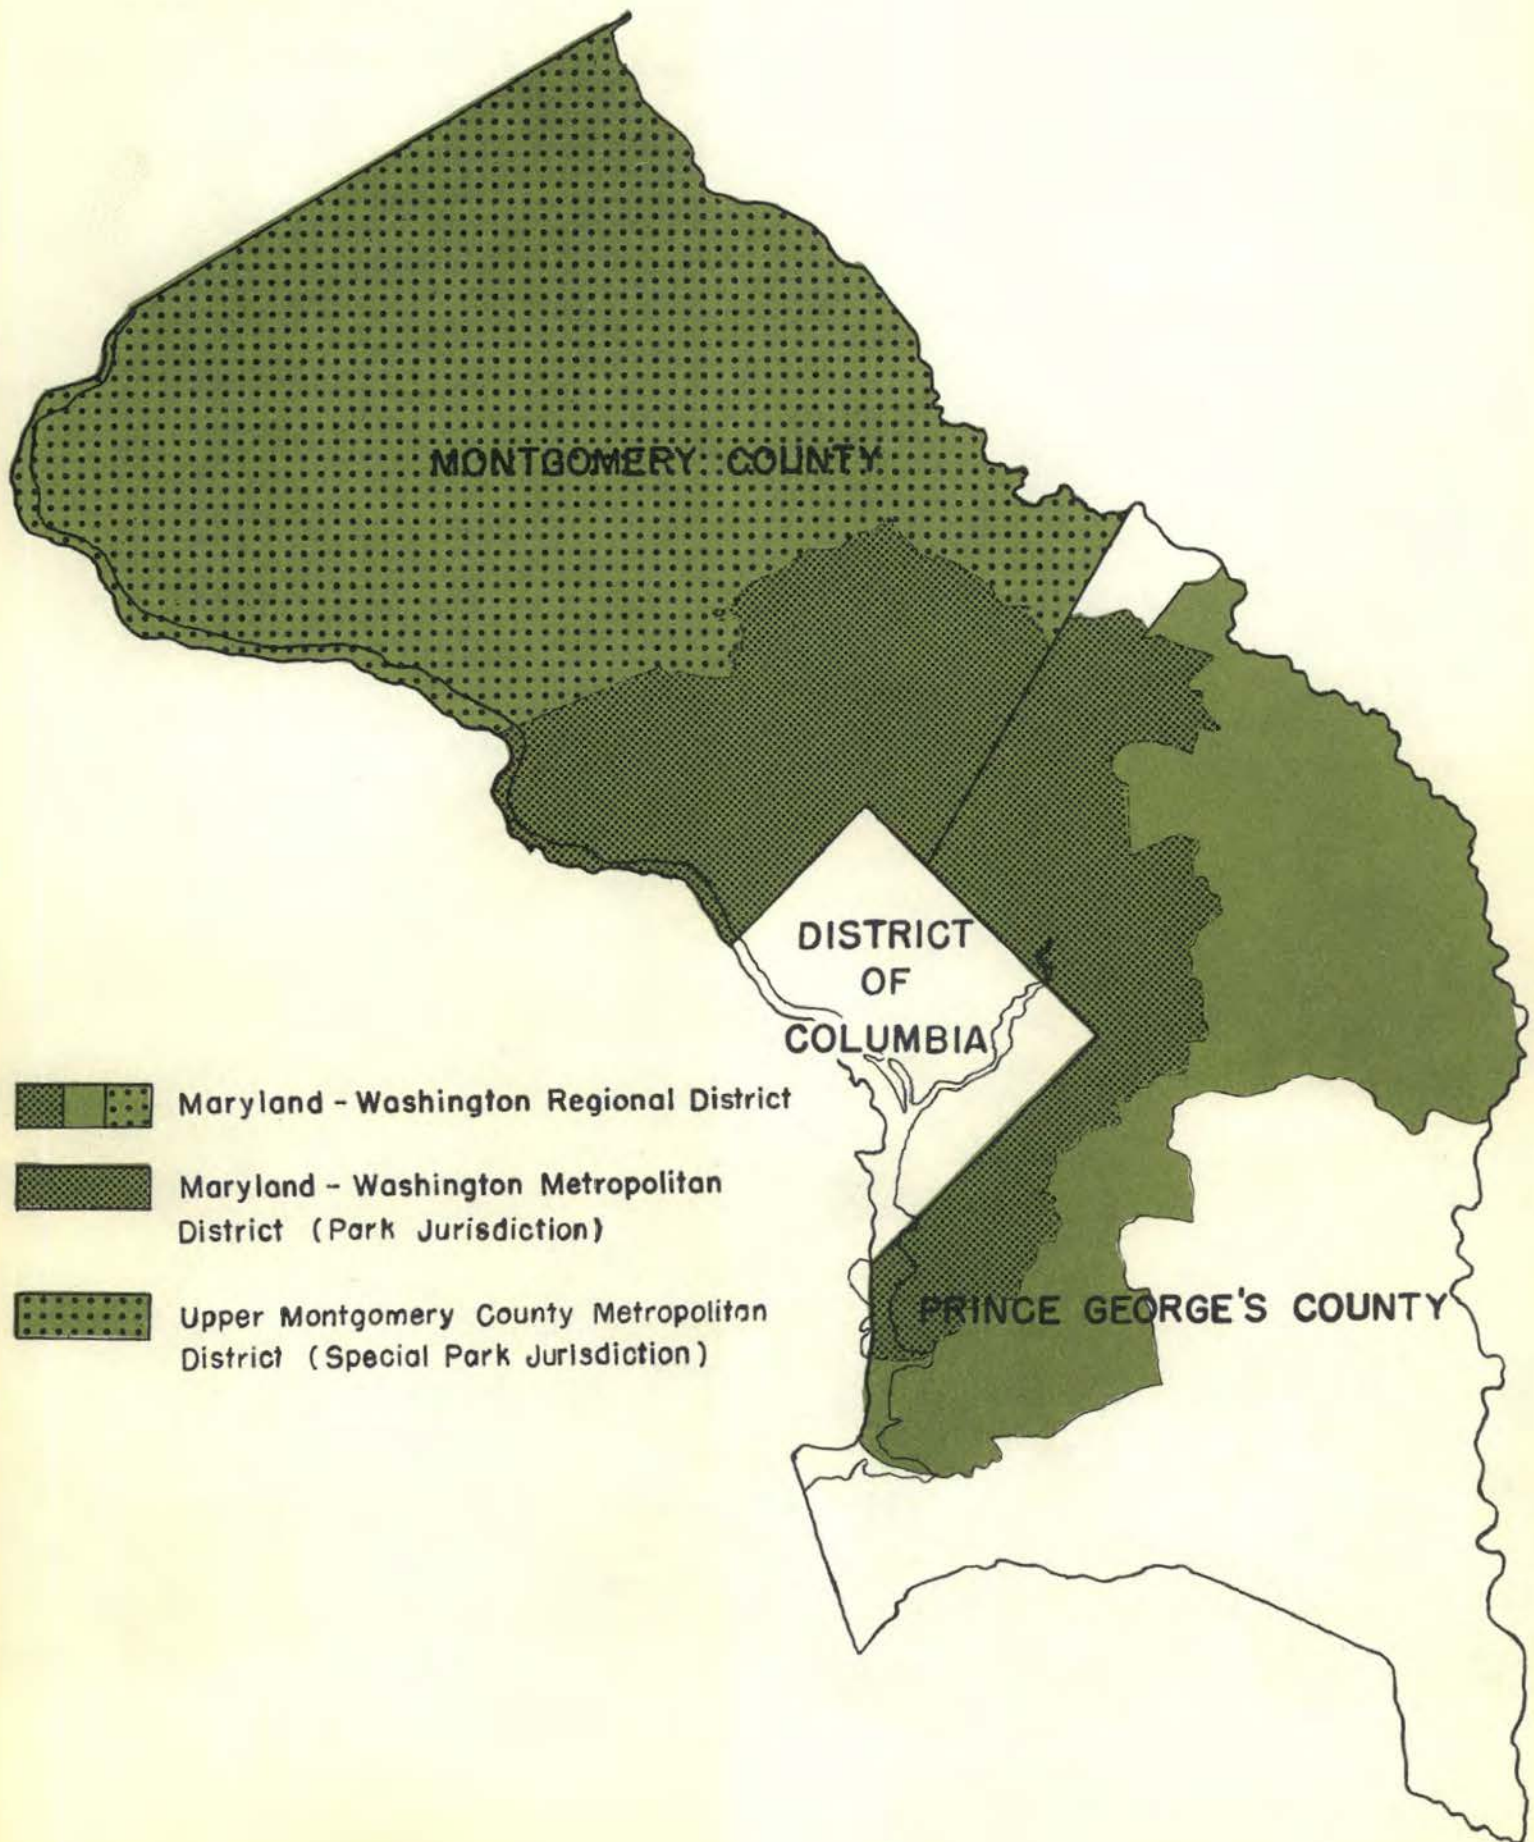 MONTGOMERY COUNTY
DISTRICT
OF
COLUMBIA
Maryland - Washington Regional District
Maryland - Washington Metropolitan
District (Park Jurisdiction)
PRINCE GEORGE'S COUNTY
Upper Montgomery County Metropolitan
District (Special Park Jurisdiction)